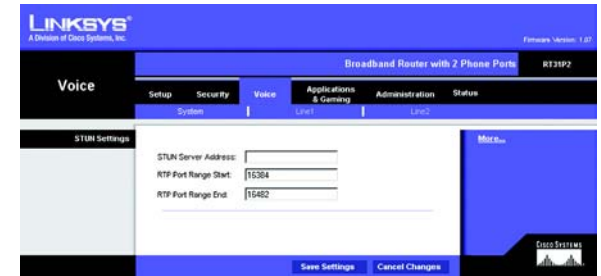 LINKSYS®
A Division of Cisco Systems, Inc.
Firmware Version: 1.07
Broadband Router with 2 Phone Ports
RT31P2
Voice
Setup Security Voice Applications & Gaming Administration Status
System Line1 Line2
STUN Settings
More...
STUN Server Address:
RTP Port Range Start: 16384
RTP Port Range End: 16482
Save Settings Cancel Changes
CISCO SYSTEMS